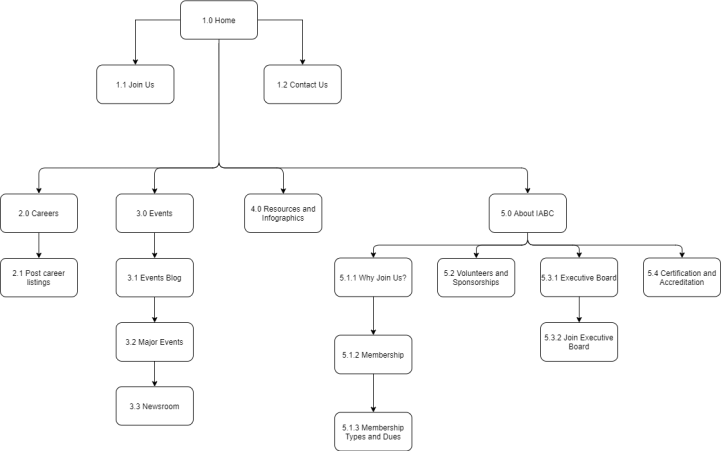 1.0 Home
1.1 Join Us
1.2 Contact Us
2.0 Careers
3.0 Events
4.0 Resources and
Infographics
5.0 About IABC
2.1 Post career
listings
3.1 Events Blog
5.1.1 Why Join Us?
5.2 Volunteers and
Sponsorships
5.3.1 Executive Board
5.4 Certification and
Accreditation
3.2 Major Events
5.1.2 Membership
5.3.2 Join Executive
Board
3.3 Newsroom
5.1.3 Membership
Types and Dues